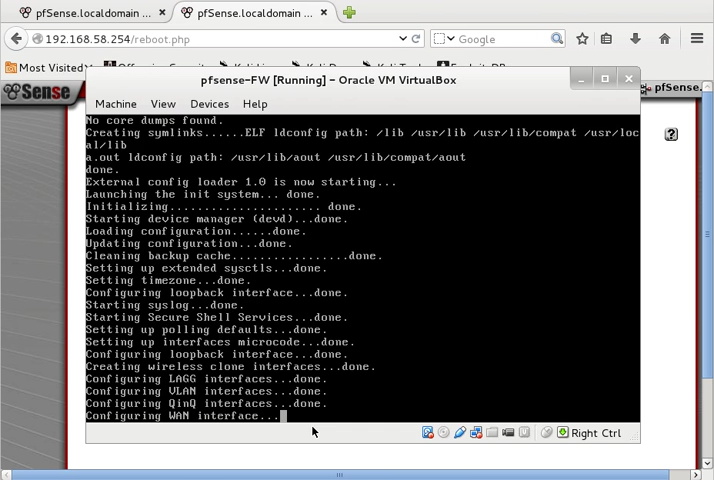 pfSense.localdomain ...
pfSense.localdomain ...
192.168.58.254/reboot.php
Google
Most Visited
pfsense-FW [Running] - Oracle VM VirtualBox
Sense
pfSense.
Machine View Devices Help
No core dumps found.
Creating symlinks......ELF ldconfig path: /lib /usr/lib /usr/lib/compat /usr/loc
al/lib
a.out ldconfig path: /usr/lib/aout /usr/lib/compat/aout
done.
External config loader 1.0 is now starting...
Launching the init system... done.
Initializing...................... done.
Starting device manager (devd)...done.
Loading configuration......done.
Updating configuration...done.
Cleaning backup cache.................done.
Setting up extended sysctls...done.
Setting timezone...done.
Configuring loopback interface...done.
Starting syslog...done.
Starting Secure Shell Services...done.
Setting up polling defaults...done.
Setting up interfaces microcode...done.
Configuring loopback interface...done.
Creating wireless clone interfaces...done.
Configuring LAGG interfaces...done.
Configuring VLAN interfaces...done.
Configuring QinQ interfaces...done.
Configuring WAN interface...
Right Ctrl